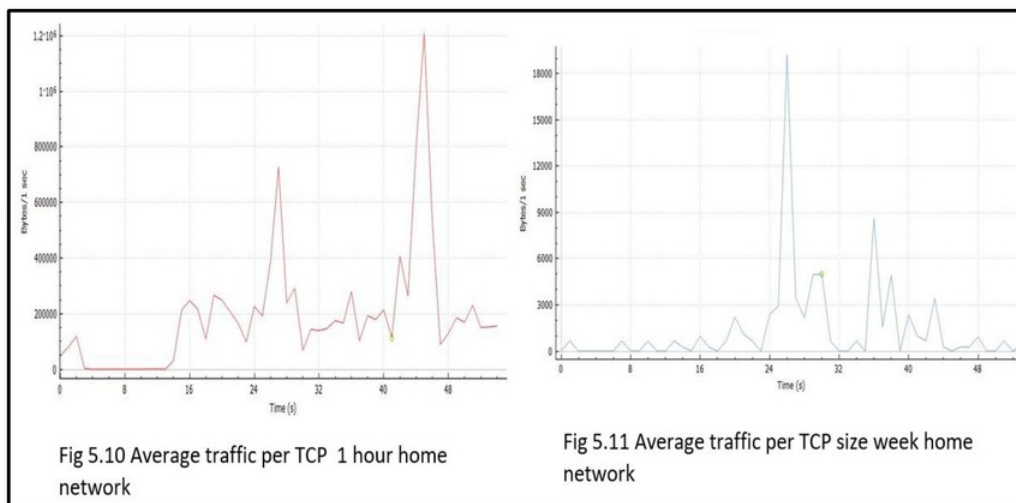 1.2·10⁶
1·10⁶
800000
600000
400000
200000
0
Bytes/1 sec
0 8 16 24 32 40 48
Time (s)
Fig 5.10 Average traffic per TCP 1 hour home
network
18000
15000
12000
9000
6000
3000
0
Bytes/1 sec
0 8 16 24 32 40 48
Time (s)
Fig 5.11 Average traffic per TCP size week home
network